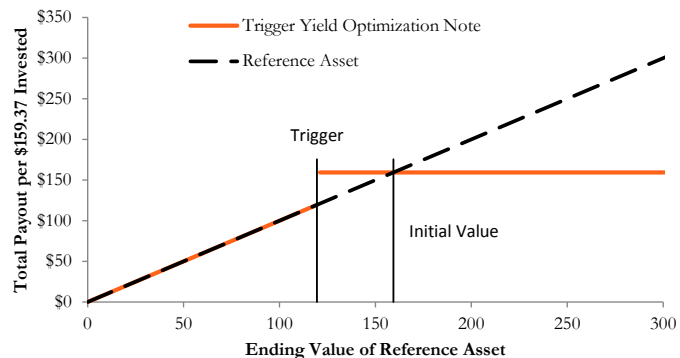 Trigger Yield Optimization Note
Reference Asset
Total Payout per $159.37 Invested
$350
$300
$250
$200
$150
$100
$50
$0
Trigger
Initial Value
0
50
100
150
200
250
300
Ending Value of Reference Asset